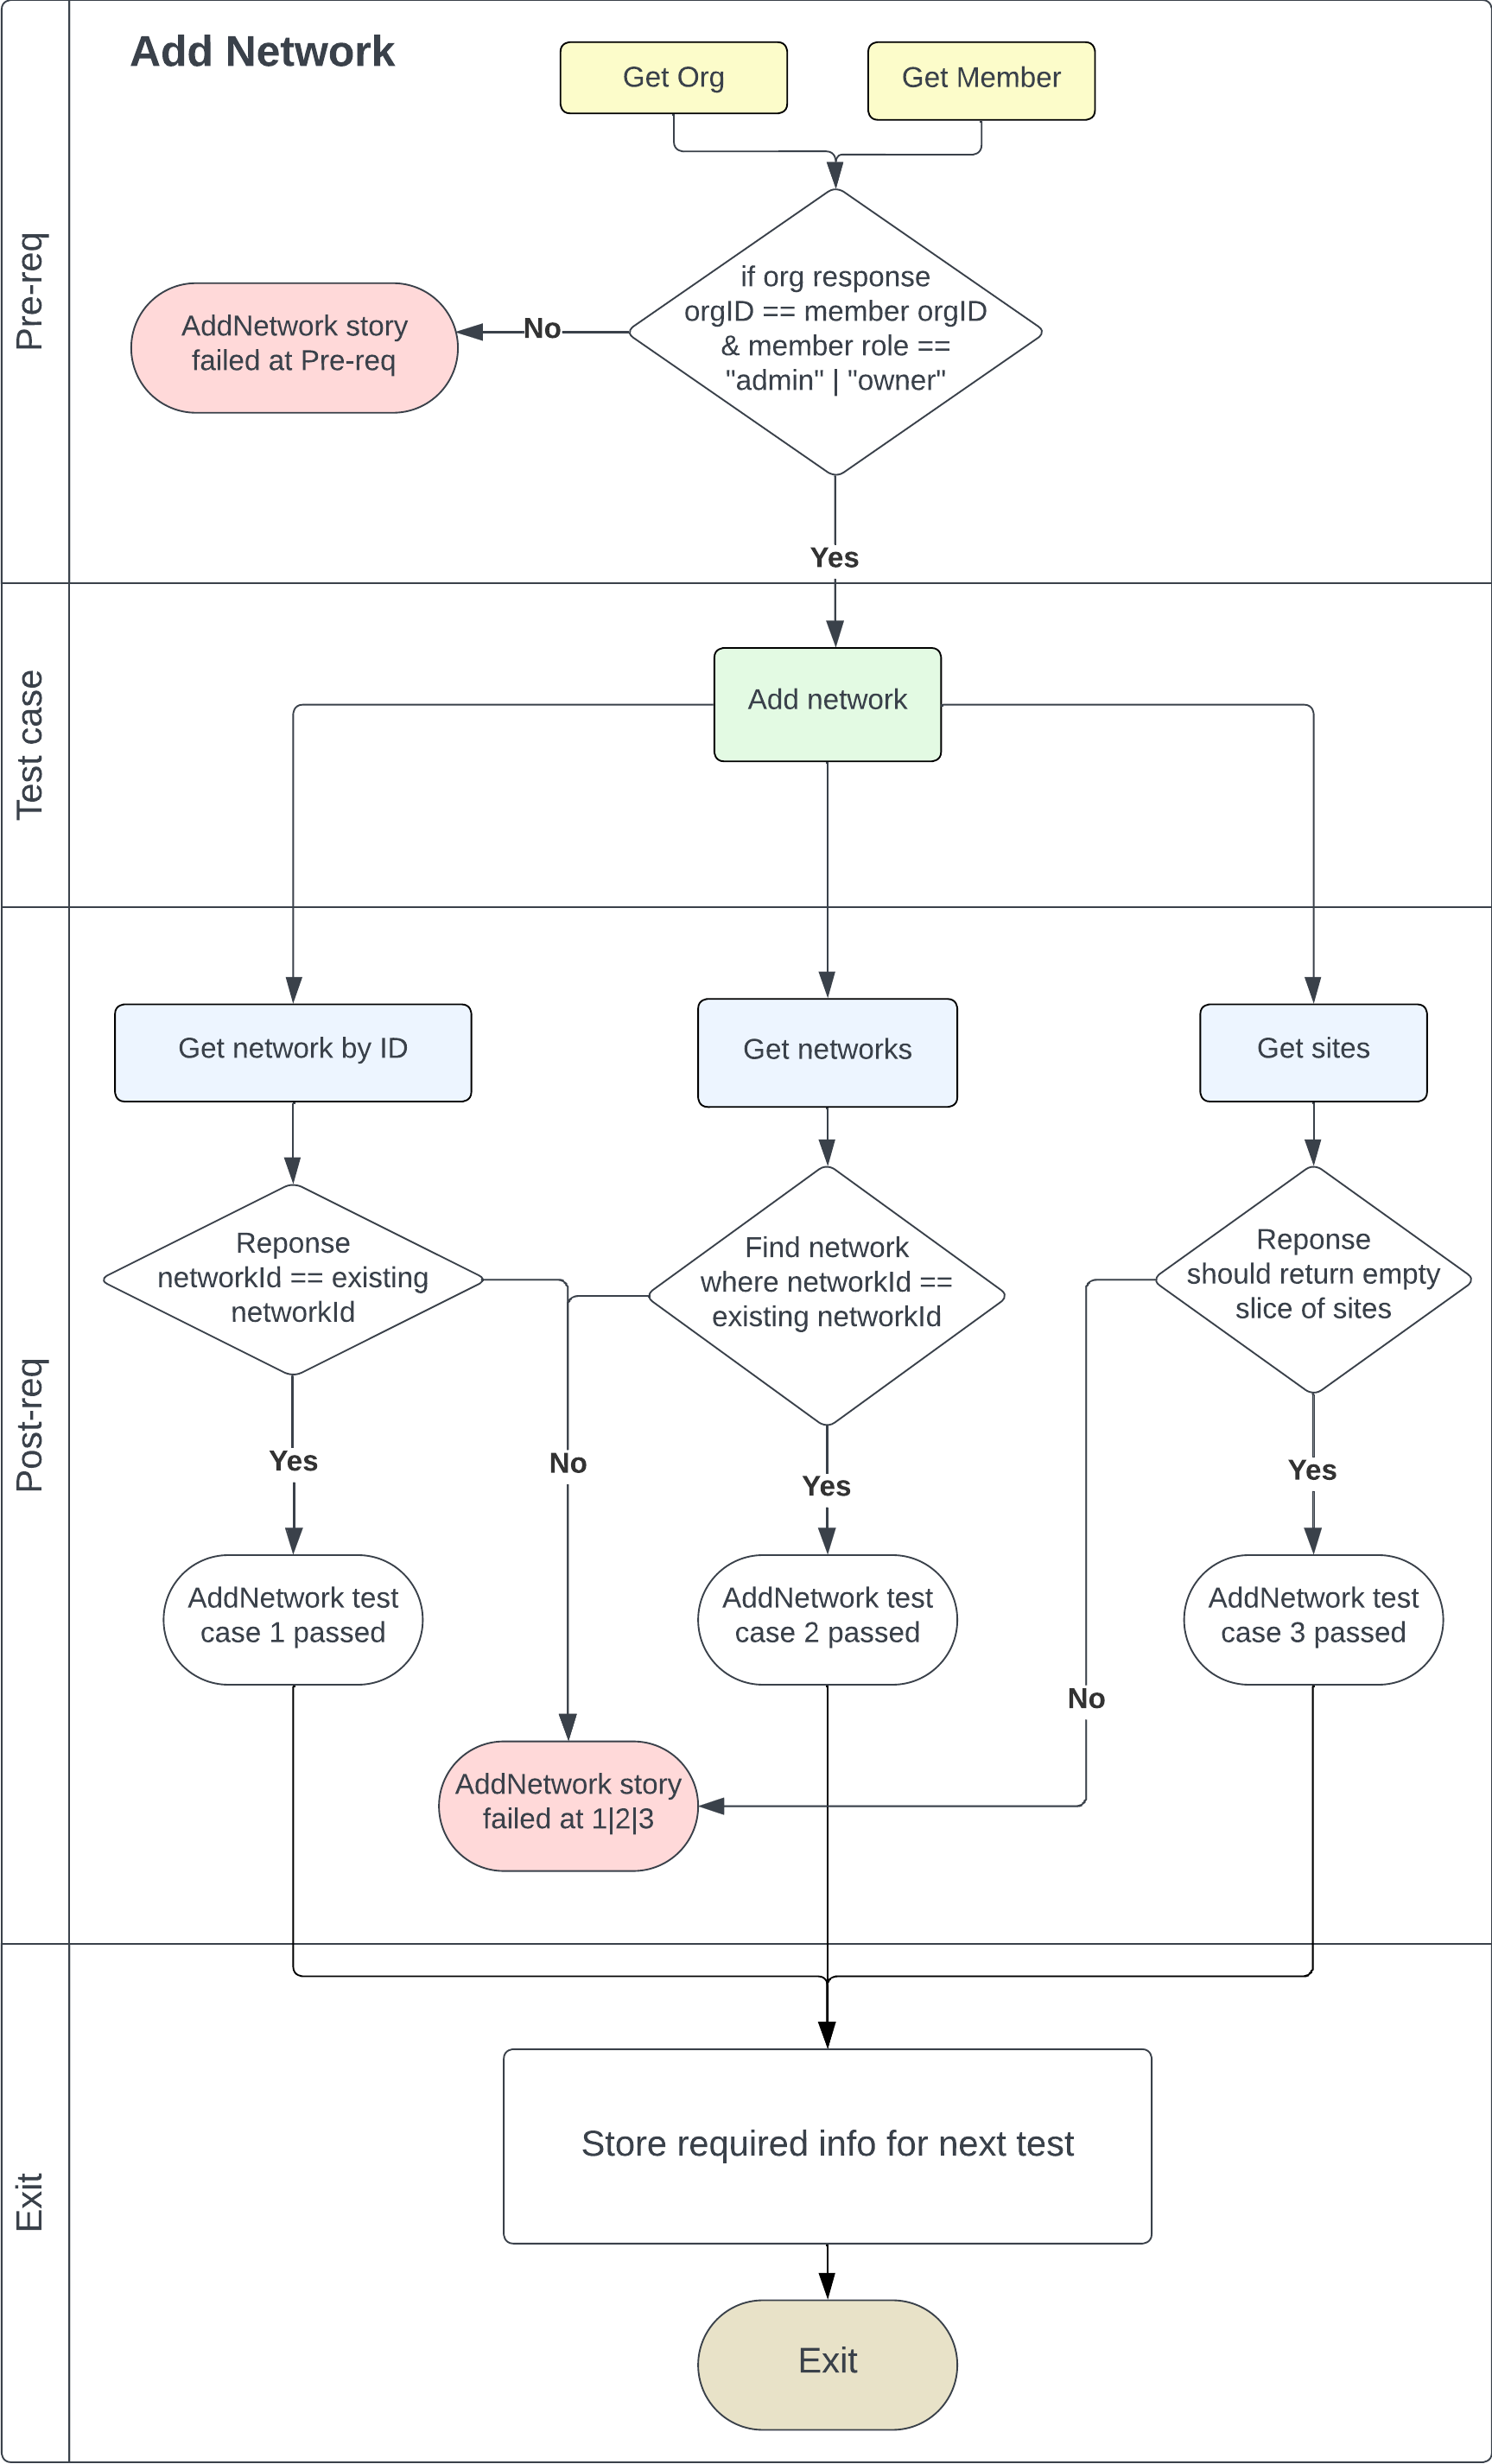 Add Network
Get Org
Get Member
Pre-req
if org response
orgID == member orgID
& member role ==
"admin" | "owner"
No
AddNetwork story
failed at Pre-req
Yes
Test case
Add network
Post-req
Get network by ID
Get networks
Get sites
Reponse
networkId == existing
networkId
Find network
where networkId ==
existing networkId
Reponse
should return empty
slice of sites
Yes
No
Yes
Yes
AddNetwork test
case 1 passed
AddNetwork test
case 2 passed
AddNetwork test
case 3 passed
No
AddNetwork story
failed at 1|2|3
Exit
Store required info for next test
Exit